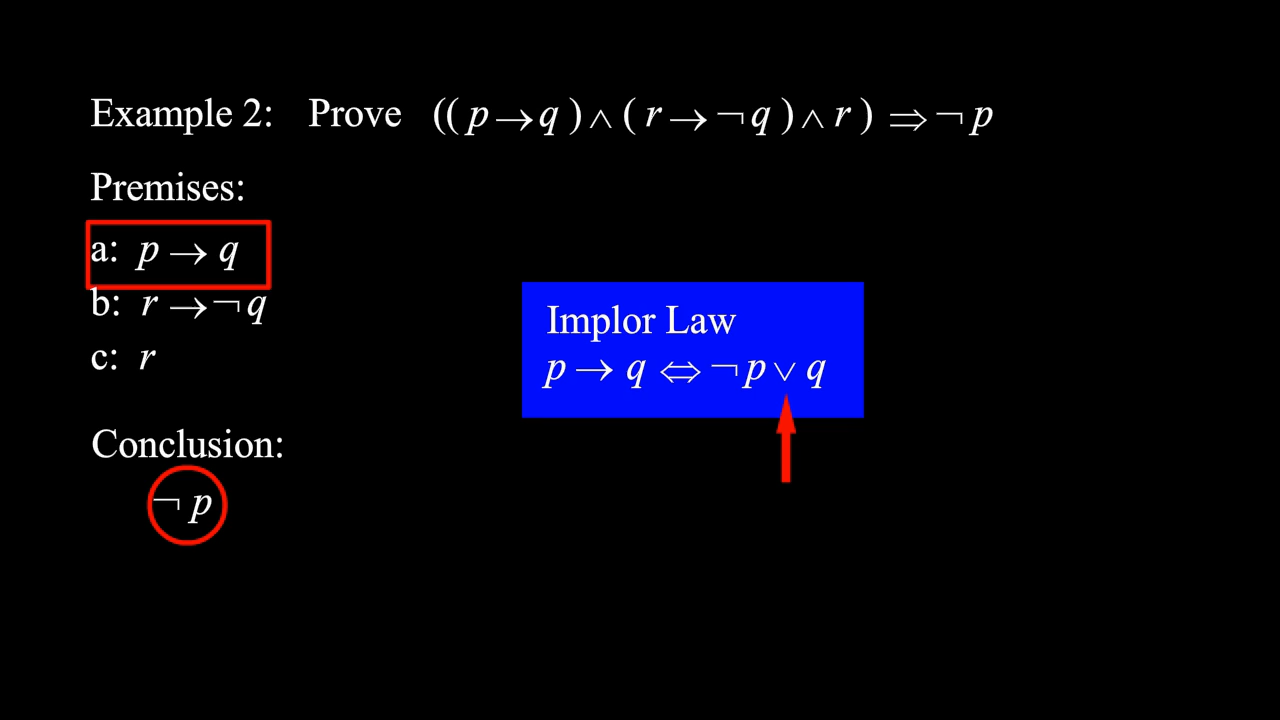 Example 2: Prove ((p→q)∧(r→¬q)∧r)⇒¬p
Premises:
a: p→q
b: r→¬q
c: r
Implor Law
p→q⇔¬p∨q
Conclusion:
¬p